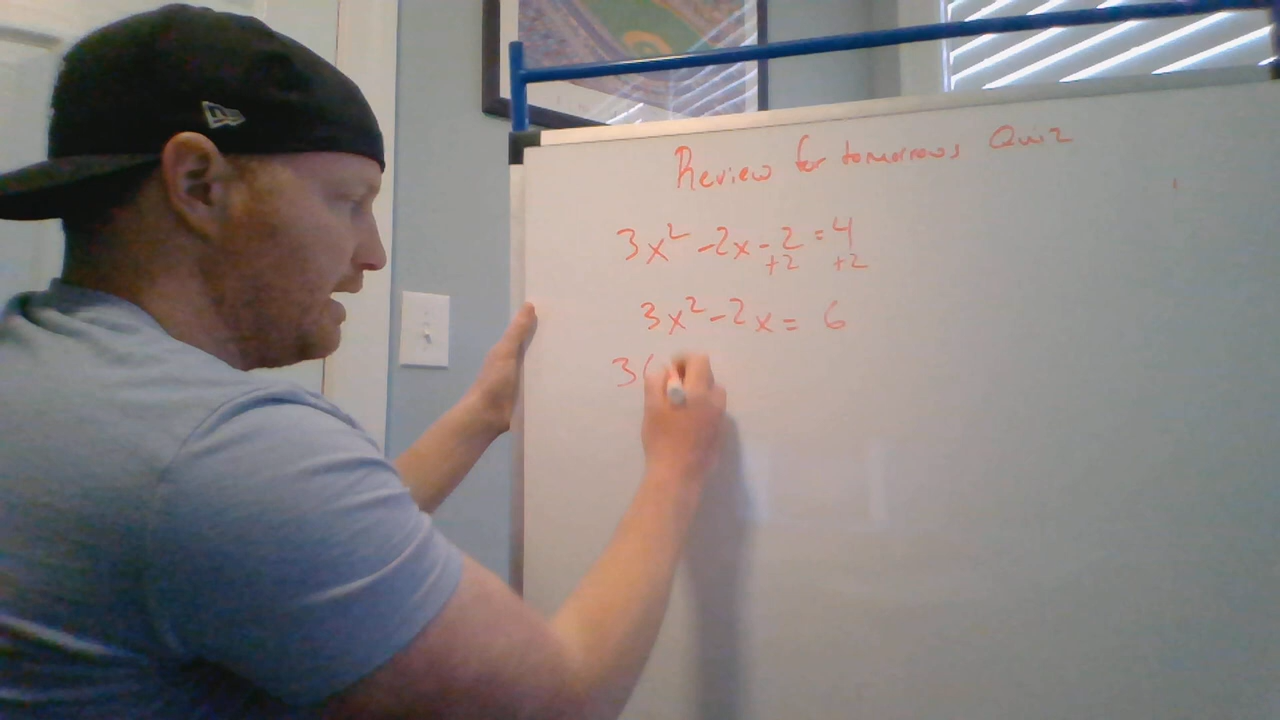 Review for tomorrows Quiz
3x² - 2x - 2 = 4
+2 +2
3x² - 2x = 6
3(